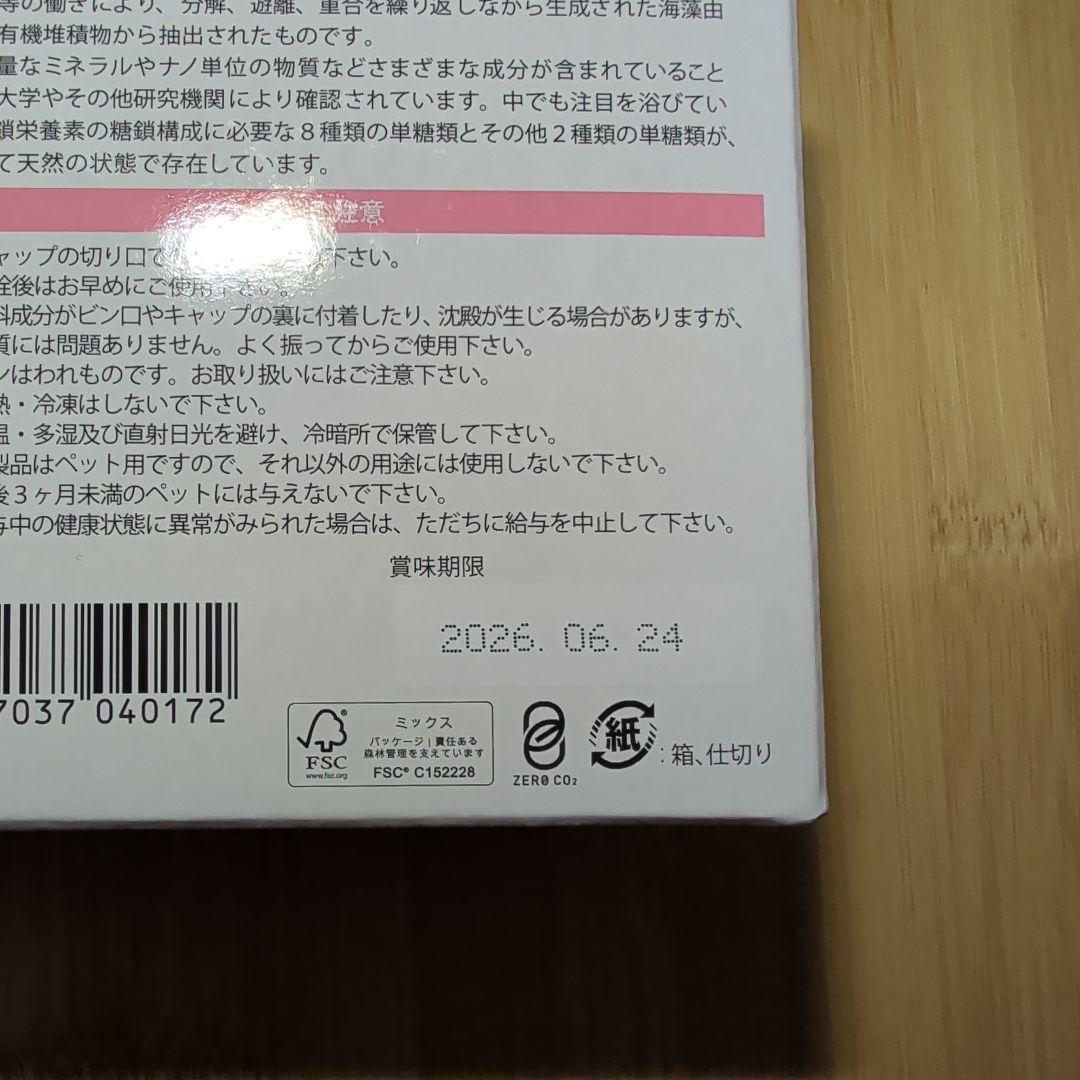 等の働きにより、分解、遊離、重合を繰り返しながら生成された海藻由
有機堆積物から抽出されたものです。
量なミネラルやナノ単位の物質などさまざまな成分が含まれていること
大学やその他研究機関により確認されています。中でも注目を浴びてい
鎖栄養素の糖鎖構成に必要な8種類の単糖類とその他2種類の単糖類が、
て天然の状態で存在しています。
注意
ャップの切り口で 下さい。
栓後はお早めにご使用下さい。
料成分がビン口やキャップの裏に付着したり、沈殿が生じる場合がありますが、
質には問題ありません。よく振ってからご使用下さい。
ンはわれものです。お取り扱いにはご注意下さい。
熱・冷凍はしないで下さい。
温・多湿及び直射日光を避け、冷暗所で保管して下さい。
製品はペット用ですので、それ以外の用途には使用しないで下さい。
後3ヶ月未満のペットには与えないで下さい。
与中の健康状態に異常がみられた場合は、ただちに給与を中止して下さい。
賞味期限
2026. 06. 24
7037 040172
FSC®
www.fsc.org
ミックス
パッケージ | 責任ある
森林管理を支えています
FSC® C152228
ZERO CO₂
紙
：箱、仕切り